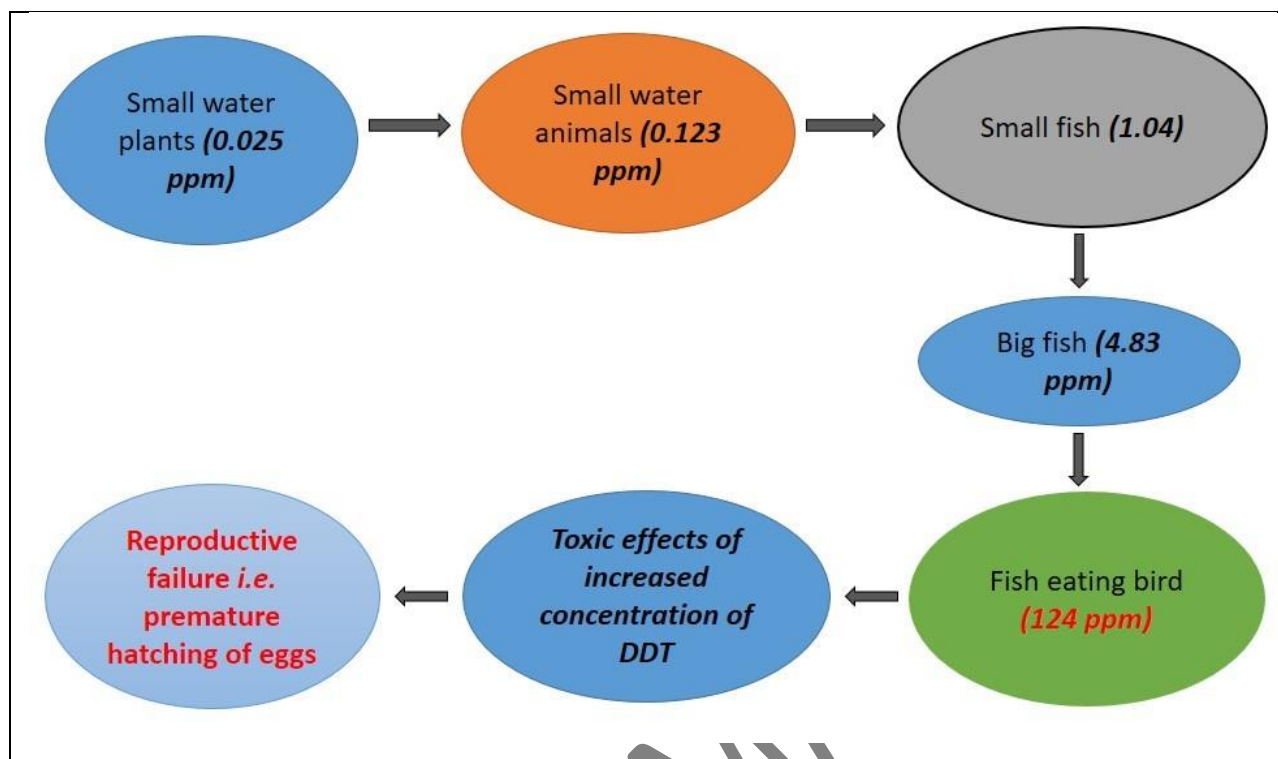 Small water
plants (0.025
ppm)
Small water
animals (0.123
ppm)
Small fish (1.04)
Big fish (4.83
ppm)
Fish eating bird
(124 ppm)
Toxic effects of
increased
concentration of
DDT
Reproductive
failure i.e.
premature
hatching of eggs